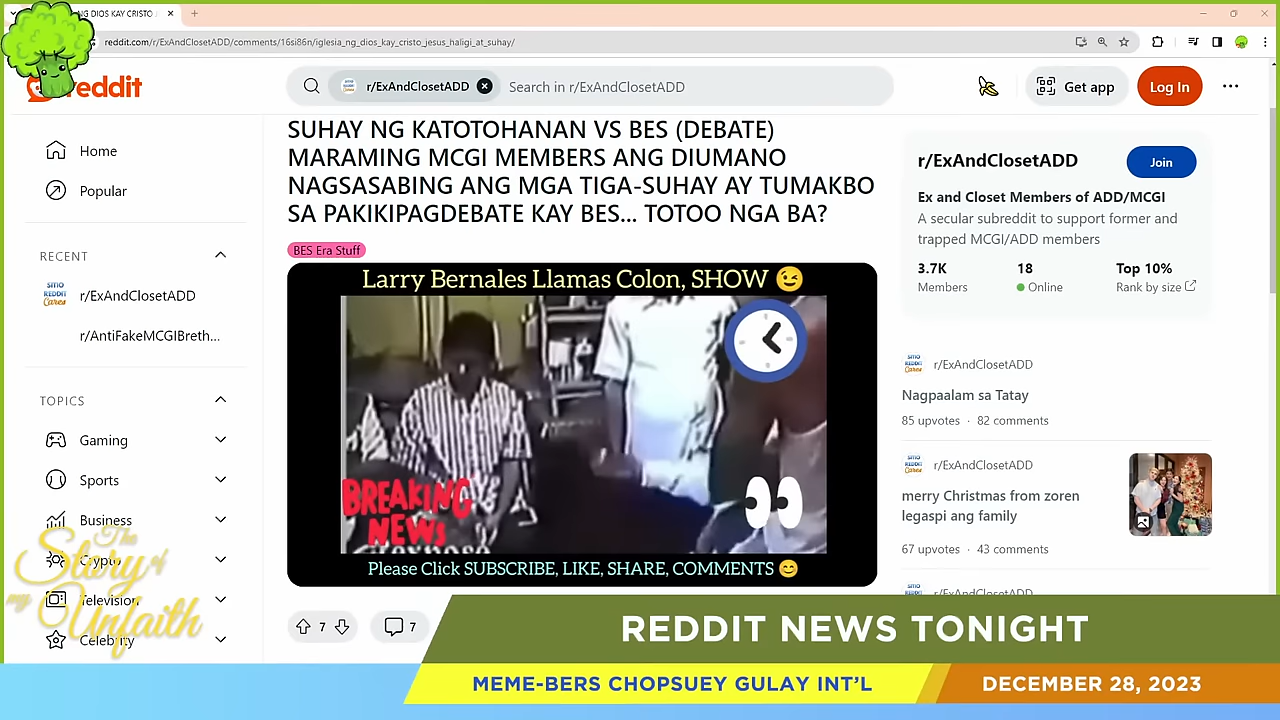 NG DIOS KAY CRISTO
reddit.com/r/ExAndClosetADD/comments/16si86n/iglesia_ng_dios_kay_cristo_jesus_haligi_at_suhay/
reddit
r/ExAndClosetADD
Search in r/ExAndClosetADD
Get app
Log In
Home
Popular
RECENT
r/ExAndClosetADD
r/AntiFakeMCGIBreth...
TOPICS
Gaming
Sports
Business
Crypto
Television
Celebrity
The
Story of
my
Unfaith
SUHAY NG KATOTOHANAN VS BES (DEBATE)
MARAMING MCGI MEMBERS ANG DIUMANO
NAGSASABING ANG MGA TIGA-SUHAY AY TUMAKBO
SA PAKIKIPAGDEBATE KAY BES... TOTOO NGA BA?
BES Era Stuff
Larry Bernales Llamas Colon, SHOW 😉
BREAKING
NEWS
Please Click SUBSCRIBE, LIKE, SHARE, COMMENTS 😊
7
7
r/ExAndClosetADD
Join
Ex and Closet Members of ADD/MCGI
A secular subreddit to support former and
trapped MCGI/ADD members
3.7K 18 Top 10%
Members Online Rank by size
r/ExAndClosetADD
Nagpaalam sa Tatay
85 upvotes · 82 comments
r/ExAndClosetADD
merry Christmas from zoren
legaspi ang family
67 upvotes · 43 comments
r/ExAndClosetADD
REDDIT NEWS TONIGHT
MEME-BERS CHOPSUEY GULAY INT'L
DECEMBER 28, 2023